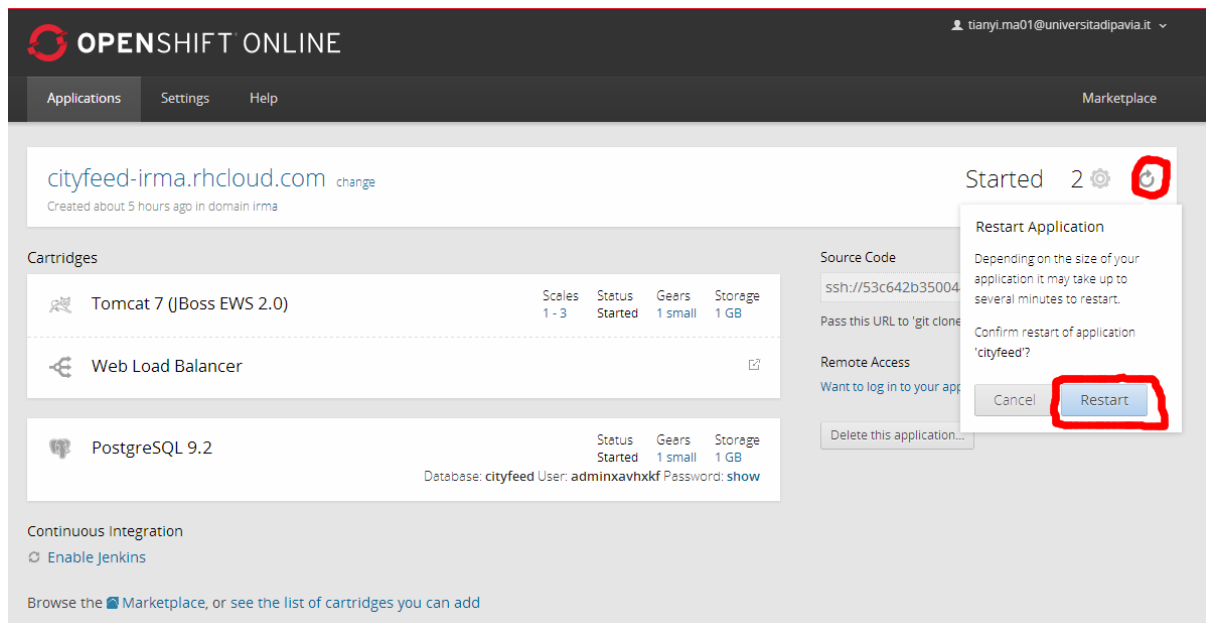 OPENSHIFT ONLINE
tianyi.ma01@universitadipavia.it
Applications
Settings
Help
Marketplace
cityfeed-irma.rhcloud.com change
Created about 5 hours ago in domain irma
Started 2
Restart Application
Depending on the size of your
application it may take up to
several minutes to restart.
Confirm restart of application
'cityfeed'?
Cancel
Restart
Cartridges
Tomcat 7 (JBoss EWS 2.0)
Scales Status Gears Storage
1 - 3 Started 1 small 1 GB
Web Load Balancer
PostgreSQL 9.2
Status Gears Storage
Started 1 small 1 GB
Database: cityfeed User: adminxavhxkf Password: show
Source Code
ssh://53c642b35004
Pass this URL to 'git clone
Remote Access
Want to log in to your app
Delete this application...
Continuous Integration
Enable Jenkins
Browse the Marketplace, or see the list of cartridges you can add